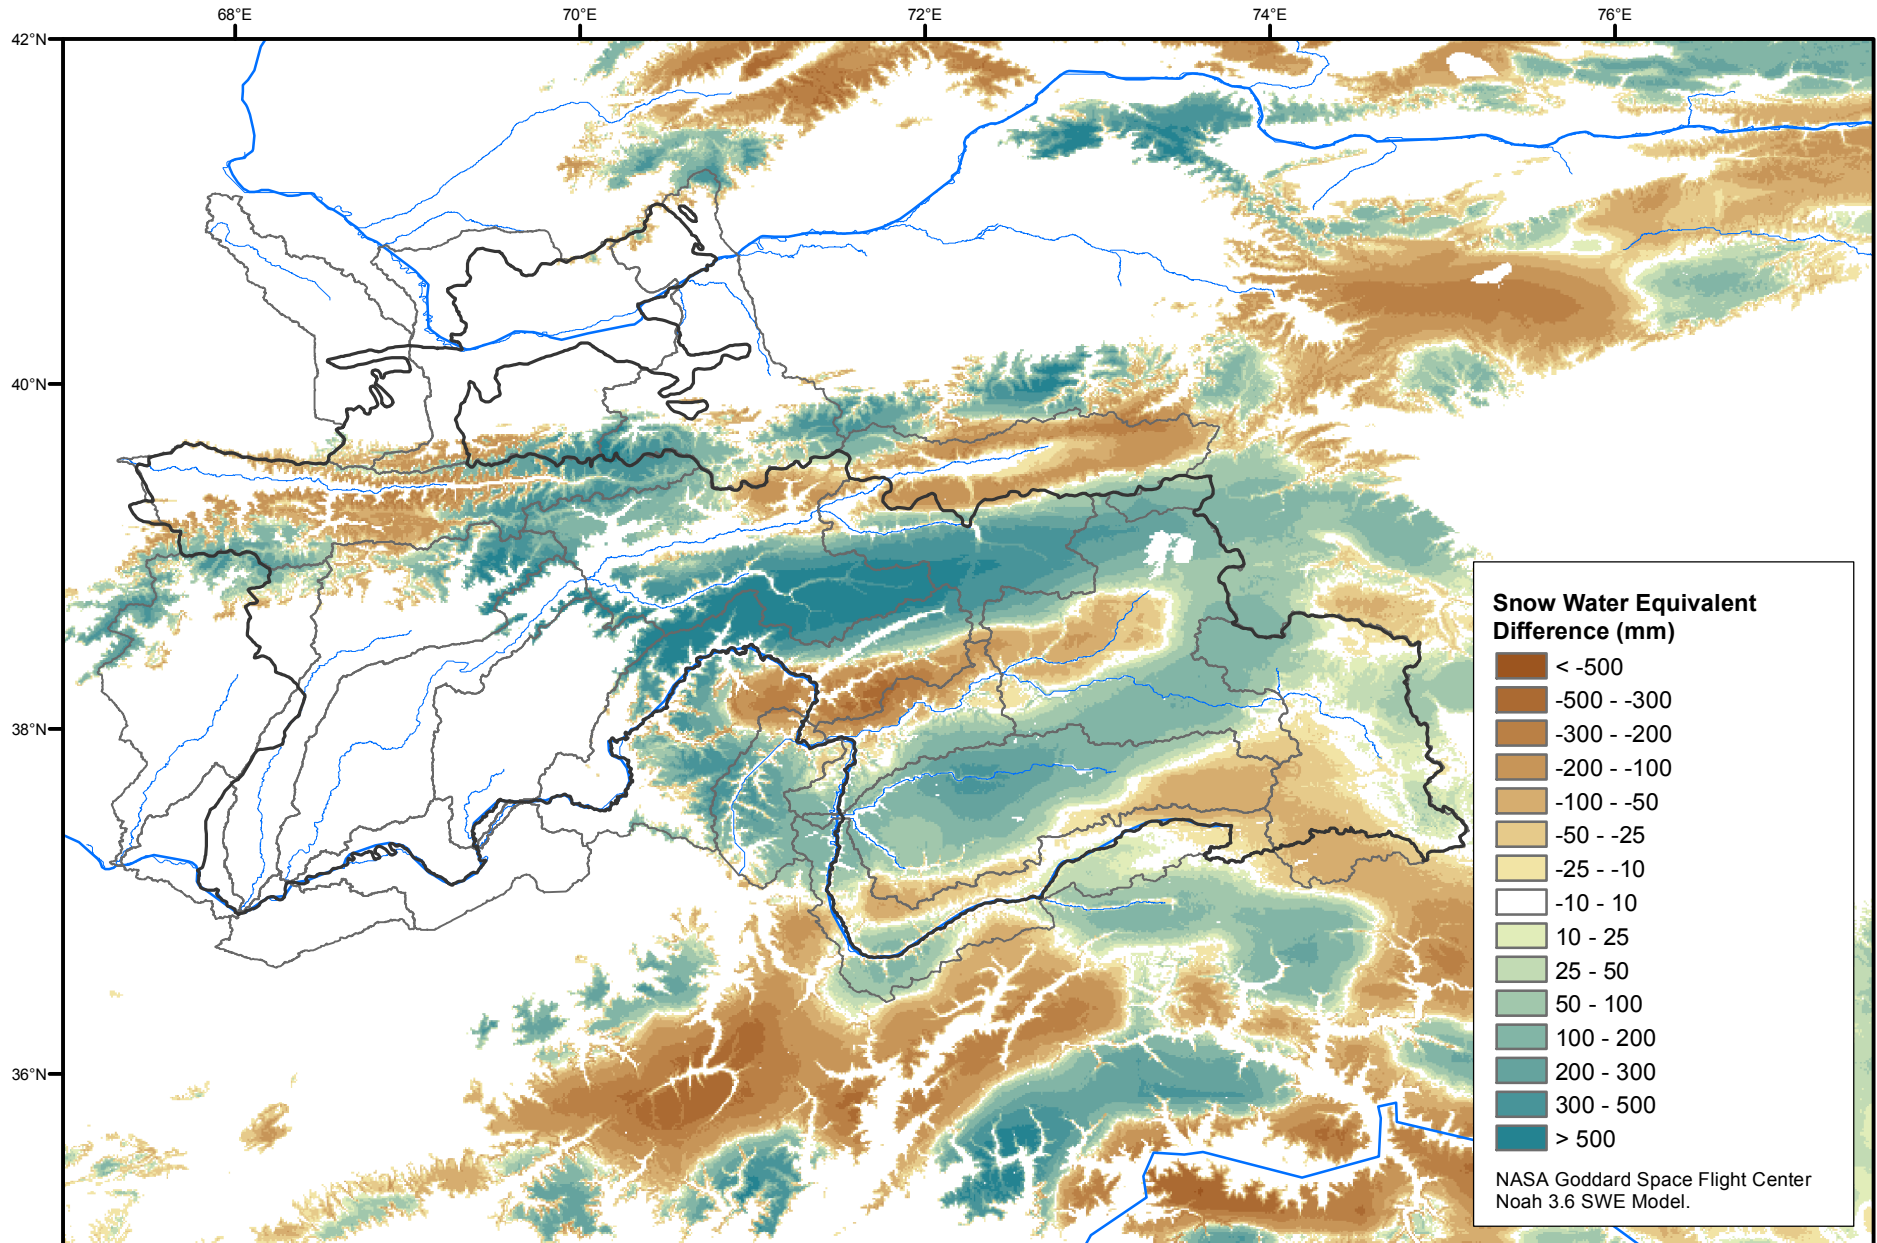 68°E 70°E 72°E 74°E 76°E
42°N
40°N
38°N
36°N
Snow Water Equivalent
Difference (mm)
< -500
-500 - -300
-300 - -200
-200 - -100
-100 - -50
-50 - -25
-25 - -10
-10 - 10
10 - 25
25 - 50
50 - 100
100 - 200
200 - 300
300 - 500
> 500
NASA Goddard Space Flight Center
Noah 3.6 SWE Model.